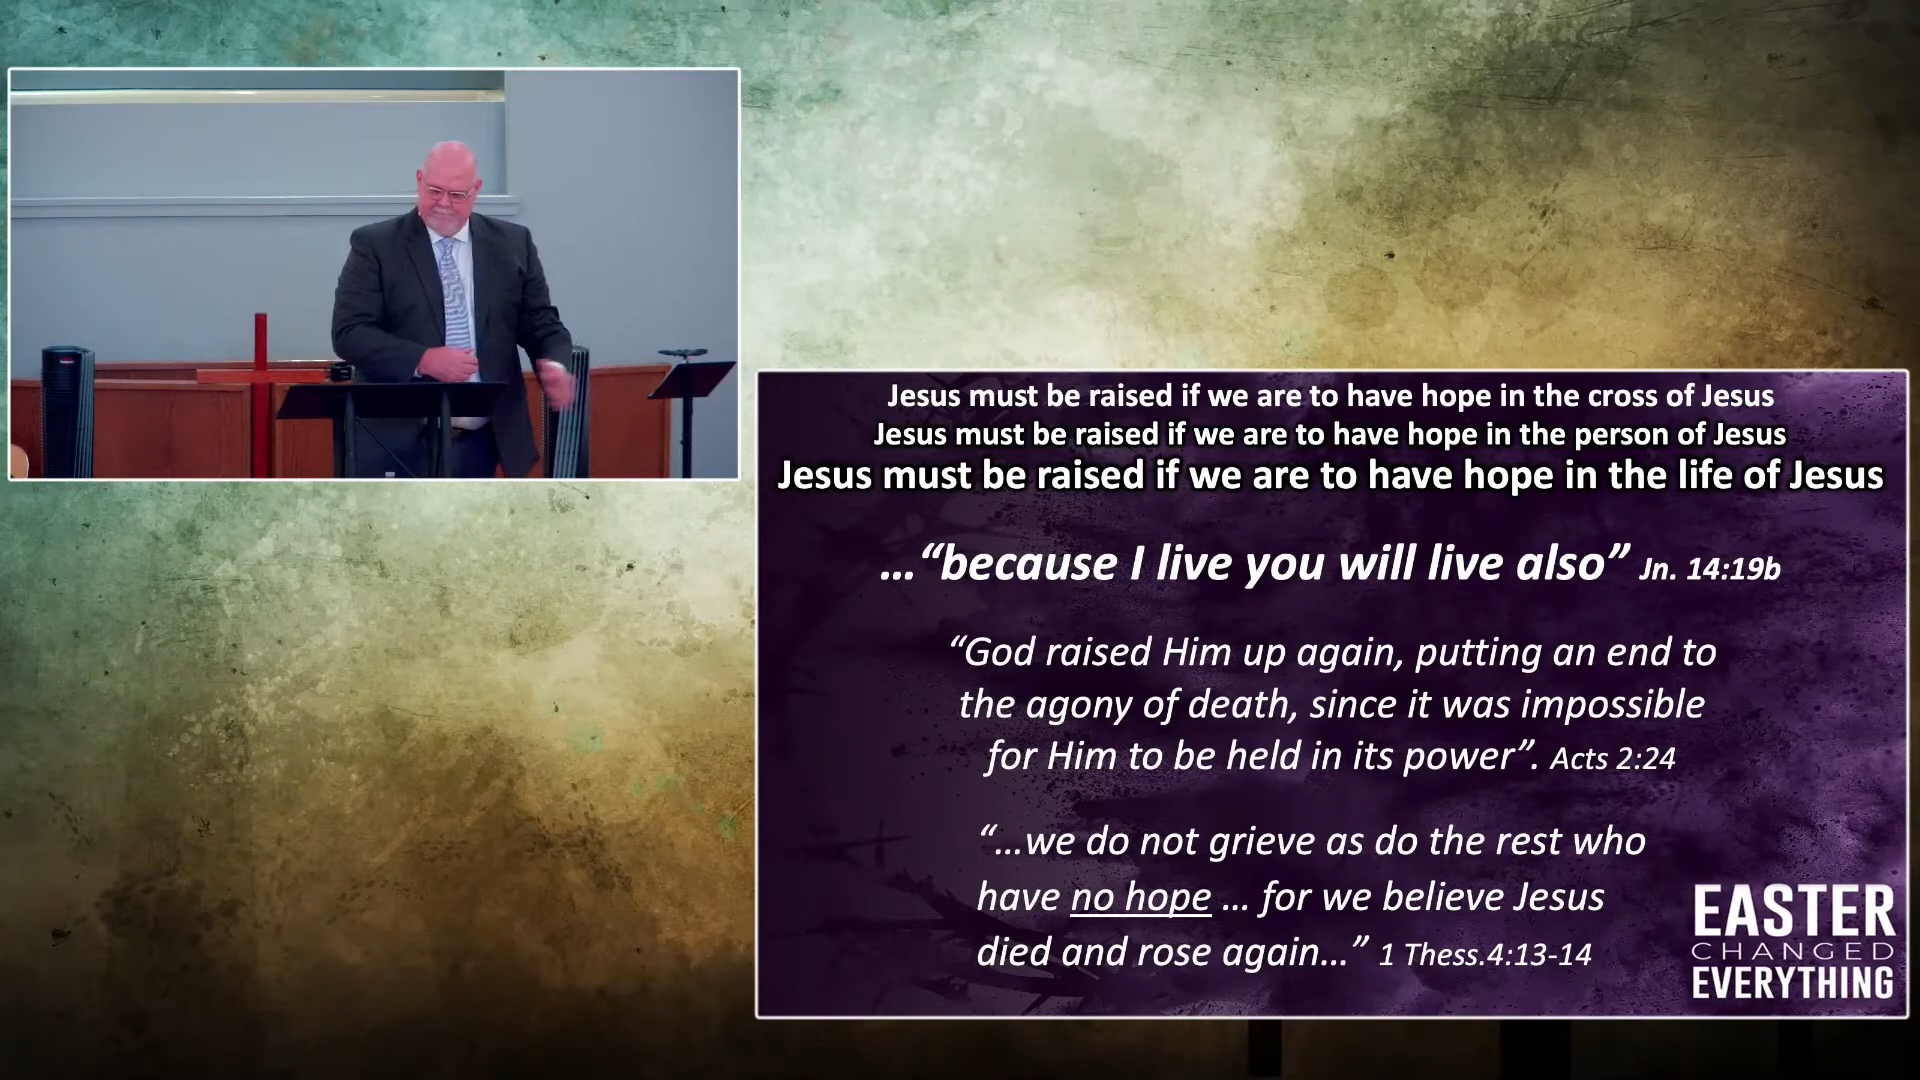 Jesus must be raised if we are to have hope in the cross of Jesus
Jesus must be raised if we are to have hope in the person of Jesus
Jesus must be raised if we are to have hope in the life of Jesus
…“because I live you will live also” Jn. 14:19b
“God raised Him up again, putting an end to
the agony of death, since it was impossible
for Him to be held in its power”. Acts 2:24
“…we do not grieve as do the rest who
have no hope … for we believe Jesus
died and rose again…” 1 Thess.4:13-14
EASTER
CHANGED
EVERYTHING